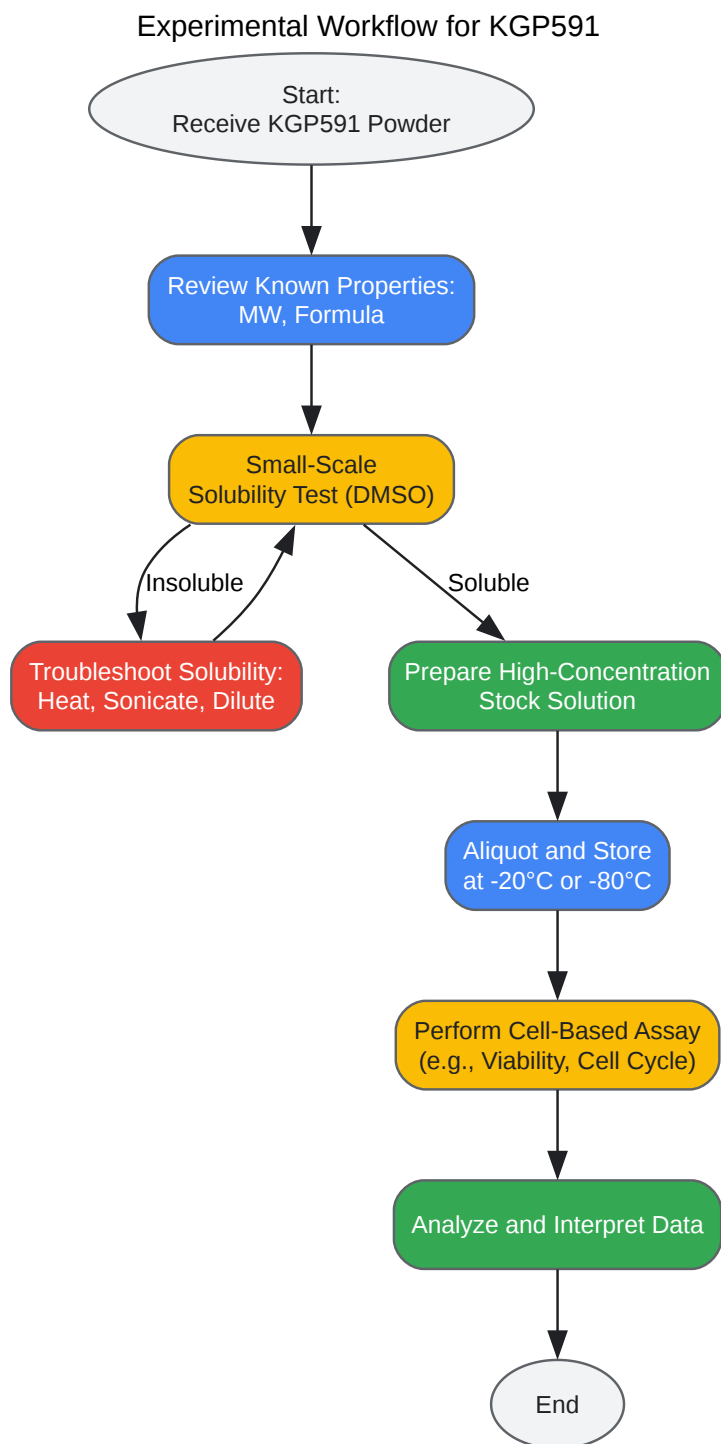 Experimental Workflow for KGP591
Start:
Receive KGP591 Powder
Review Known Properties:
MW, Formula
Small-Scale
Solubility Test (DMSO)
Insoluble
Soluble
Troubleshoot Solubility:
Heat, Sonicate, Dilute
Prepare High-Concentration
Stock Solution
Aliquot and Store
at -20°C or -80°C
Perform Cell-Based Assay
(e.g., Viability, Cell Cycle)
Analyze and Interpret Data
End